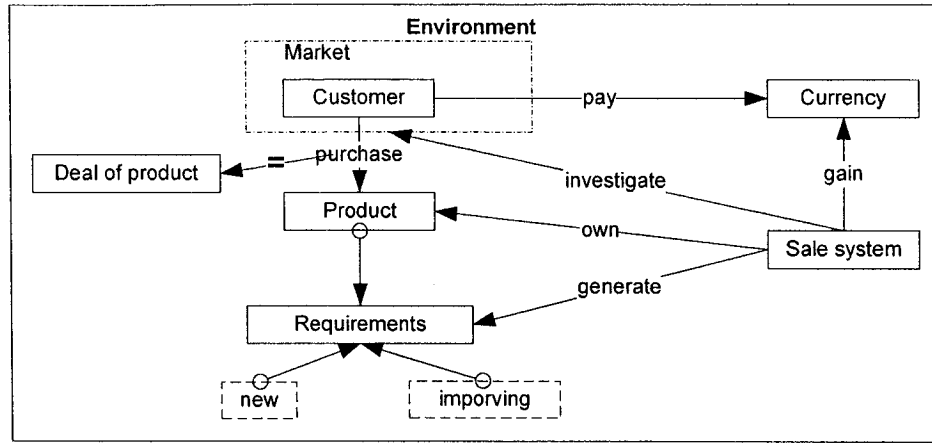 Environment
Market
Customer
pay
Currency
=
purchase
Deal of product
investigate
gain
Product
own
Sale system
generate
Requirements
new
imporving